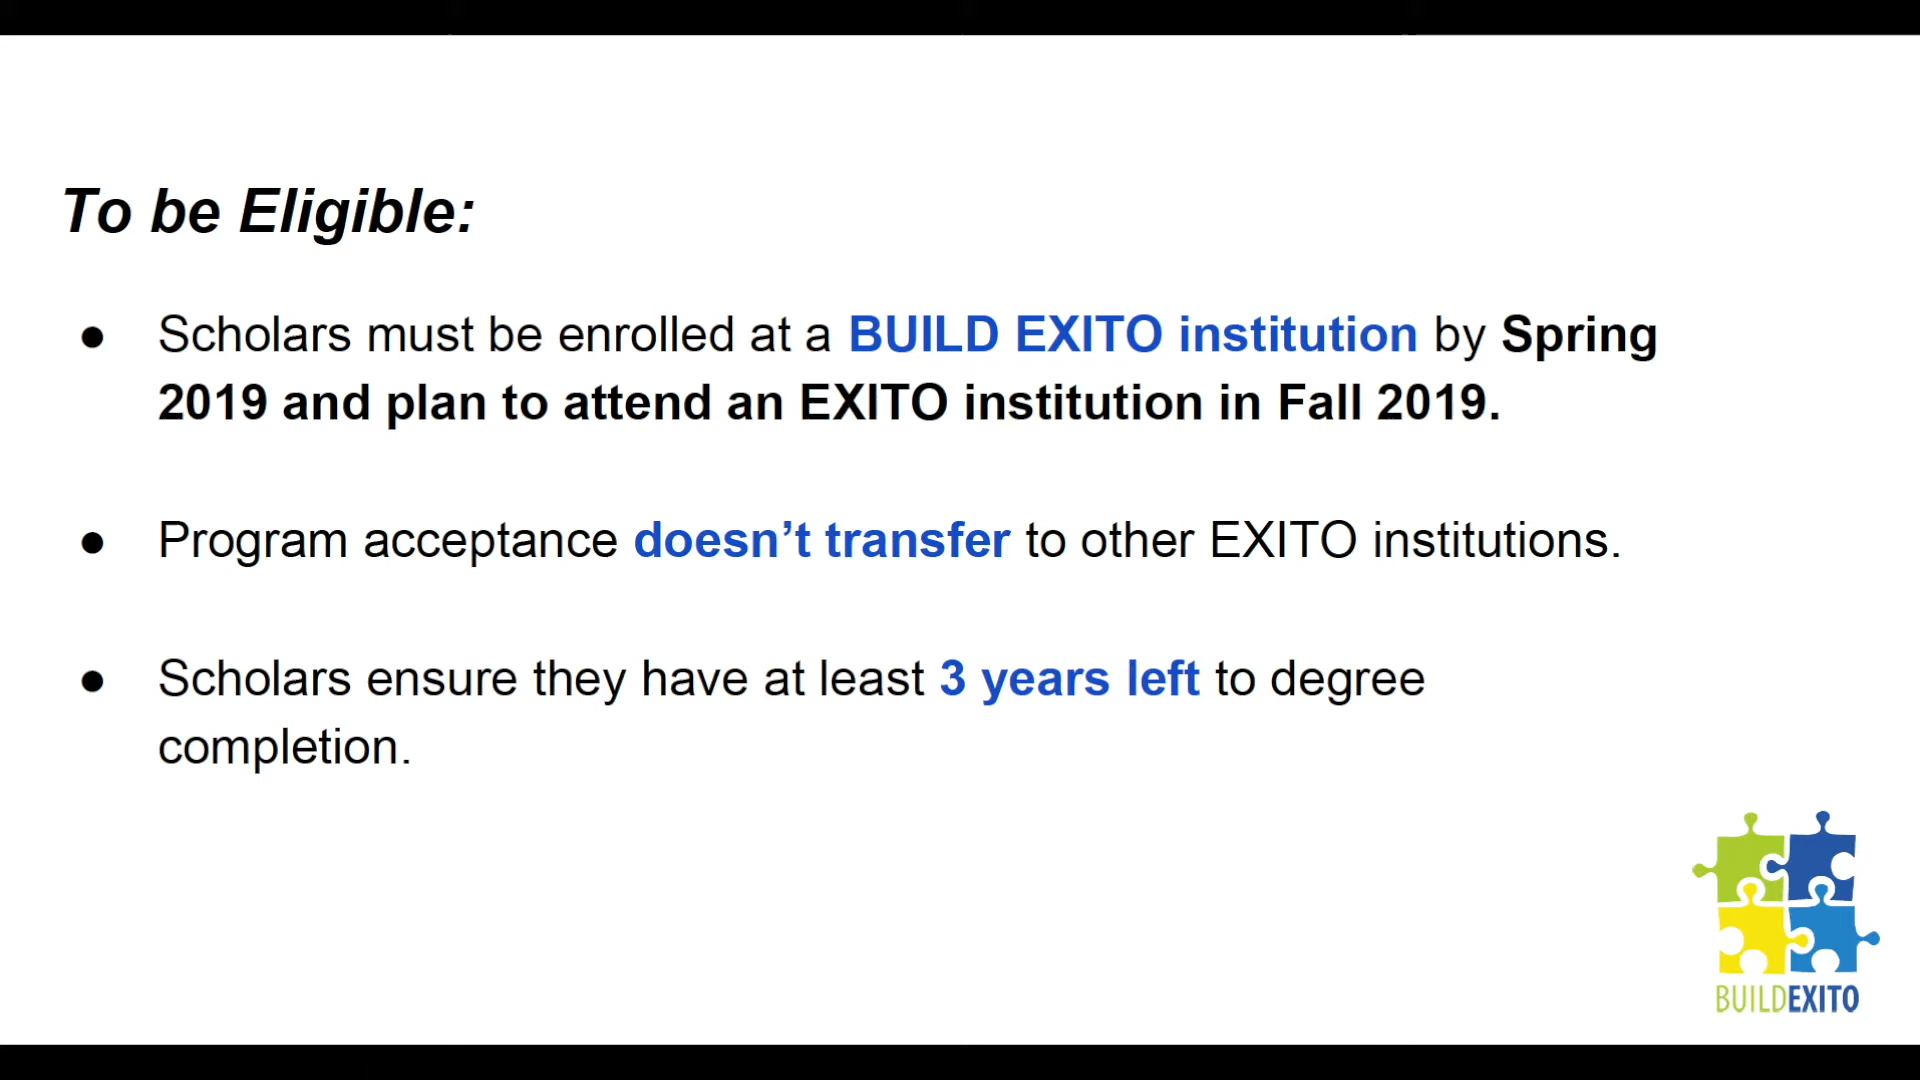 To be Eligible:
● Scholars must be enrolled at a BUILD EXITO institution by Spring
2019 and plan to attend an EXITO institution in Fall 2019.
● Program acceptance doesn’t transfer to other EXITO institutions.
● Scholars ensure they have at least 3 years left to degree
completion.
BUILDEXITO